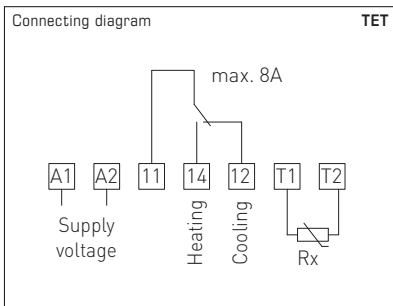 Connecting diagram TET
max. 8A
A1 A2 11 14 12 T1 T2
Supply
voltage
Heating
Cooling
Rx